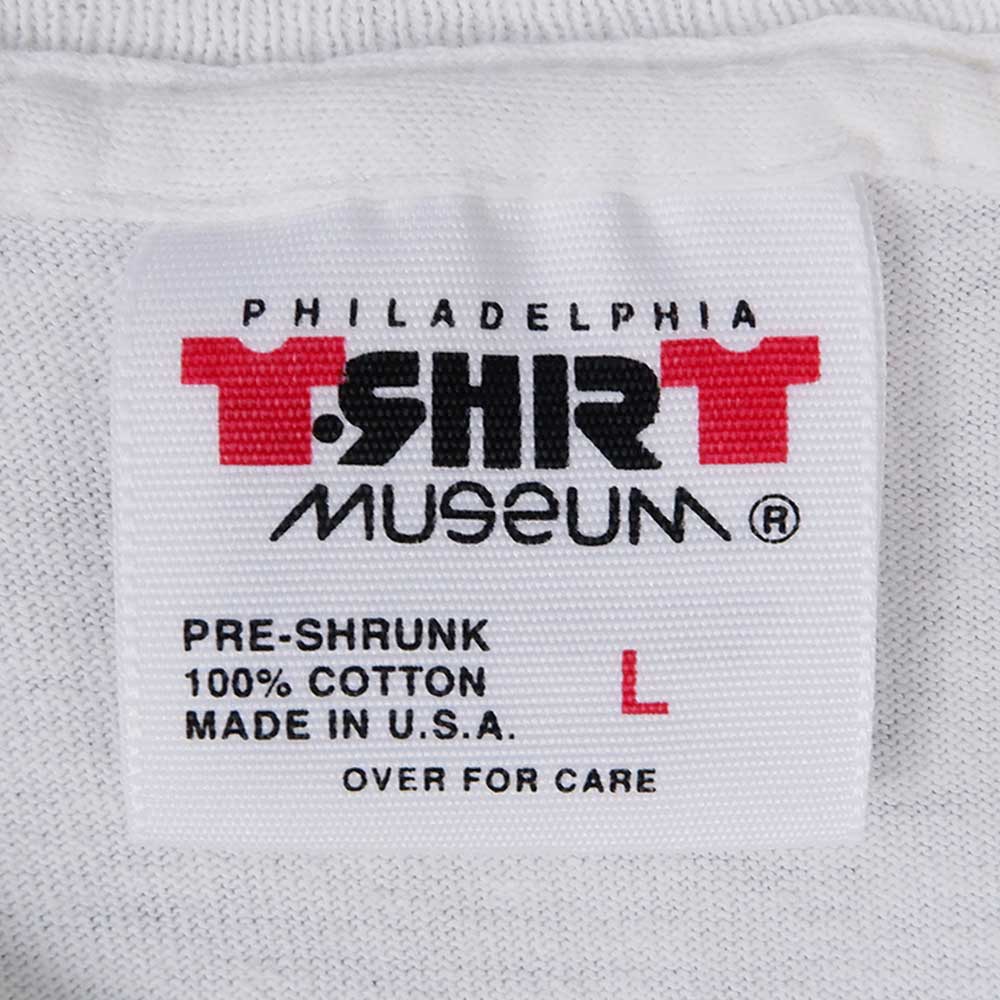 PHILADELPHIA
T·SHIRT
MUSEUM ®
PRE-SHRUNK
100% COTTON
MADE IN U.S.A.
L
OVER FOR CARE